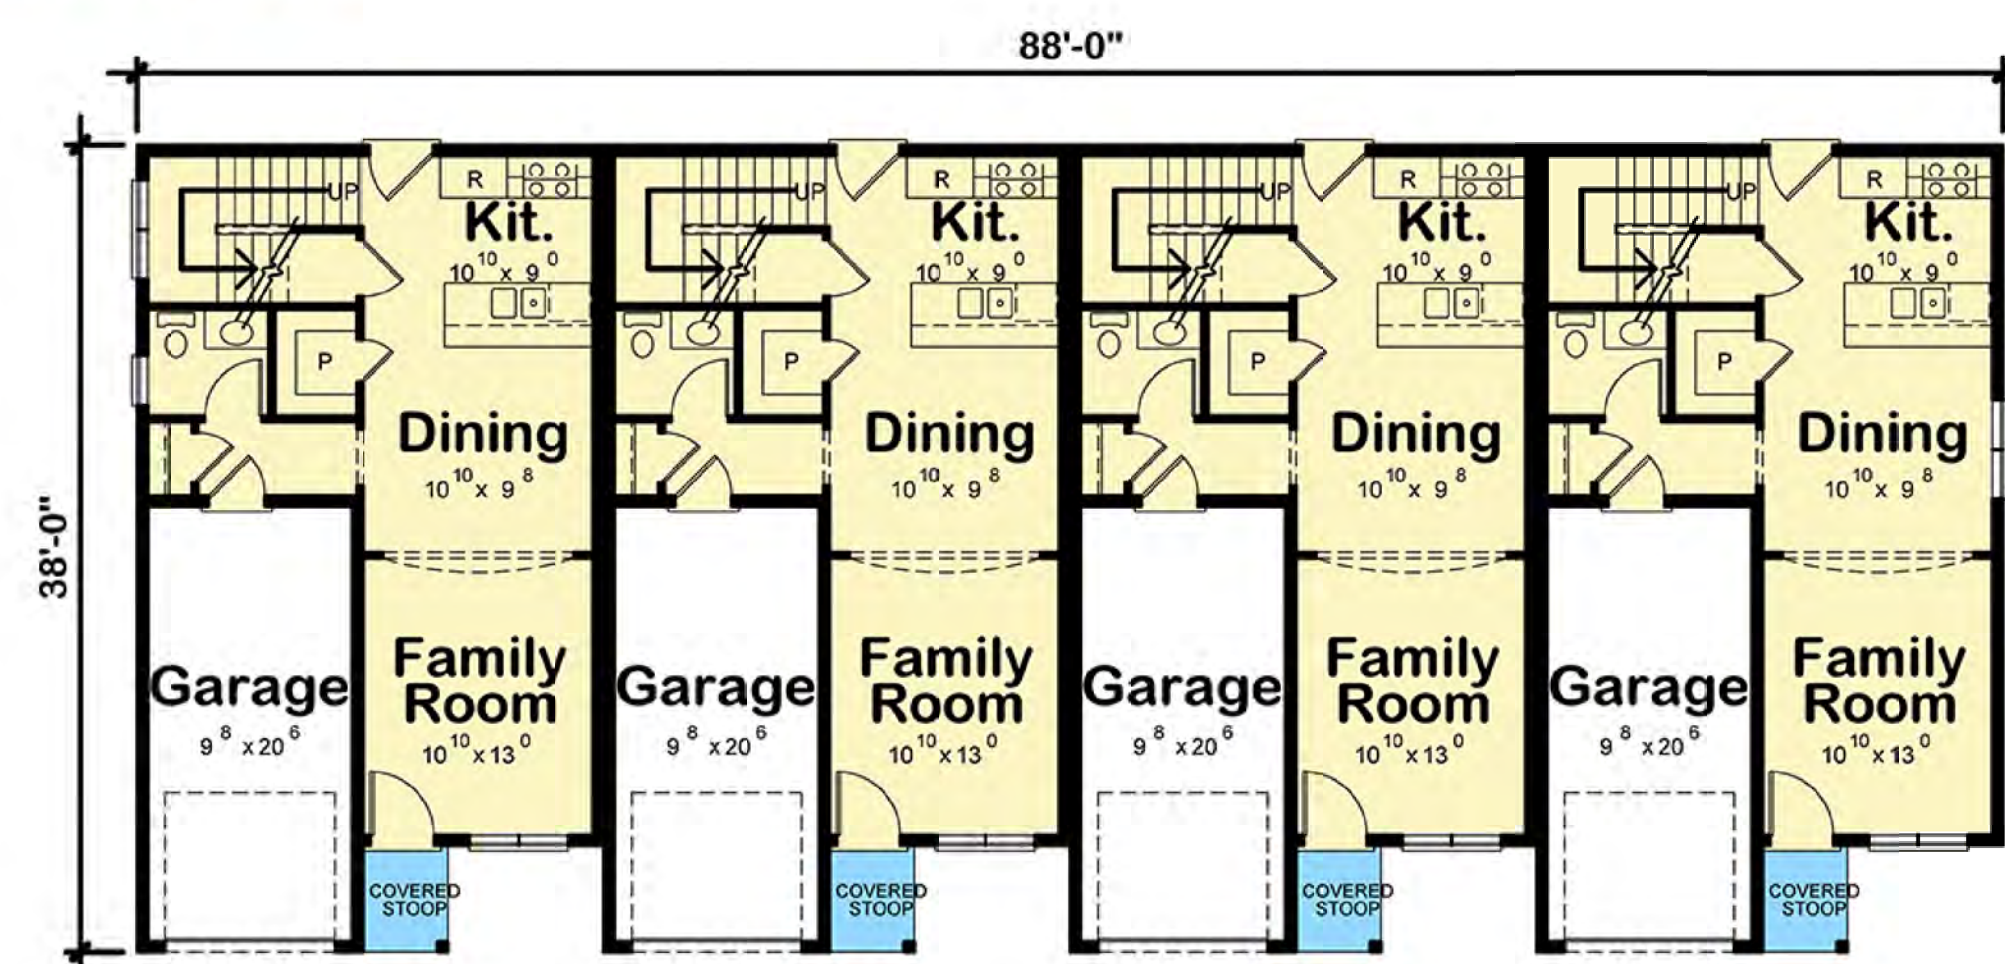 88'-0"
38'-0"
UP
R
Kit.
10 10 x 9 0
P
Dining
10 10 x 9 8
Garage
9 8 x 20 6
Family
Room
10 10 x 13 0
COVERED
STOOP
UP
R
Kit.
10 10 x 9 0
P
Dining
10 10 x 9 8
Garage
9 8 x 20 6
Family
Room
10 10 x 13 0
COVERED
STOOP
UP
R
Kit.
10 10 x 9 0
P
Dining
10 10 x 9 8
Garage
9 8 x 20 6
Family
Room
10 10 x 13 0
COVERED
STOOP
UP
R
Kit.
10 10 x 9 0
P
Dining
10 10 x 9 8
Garage
9 8 x 20 6
Family
Room
10 10 x 13 0
COVERED
STOOP